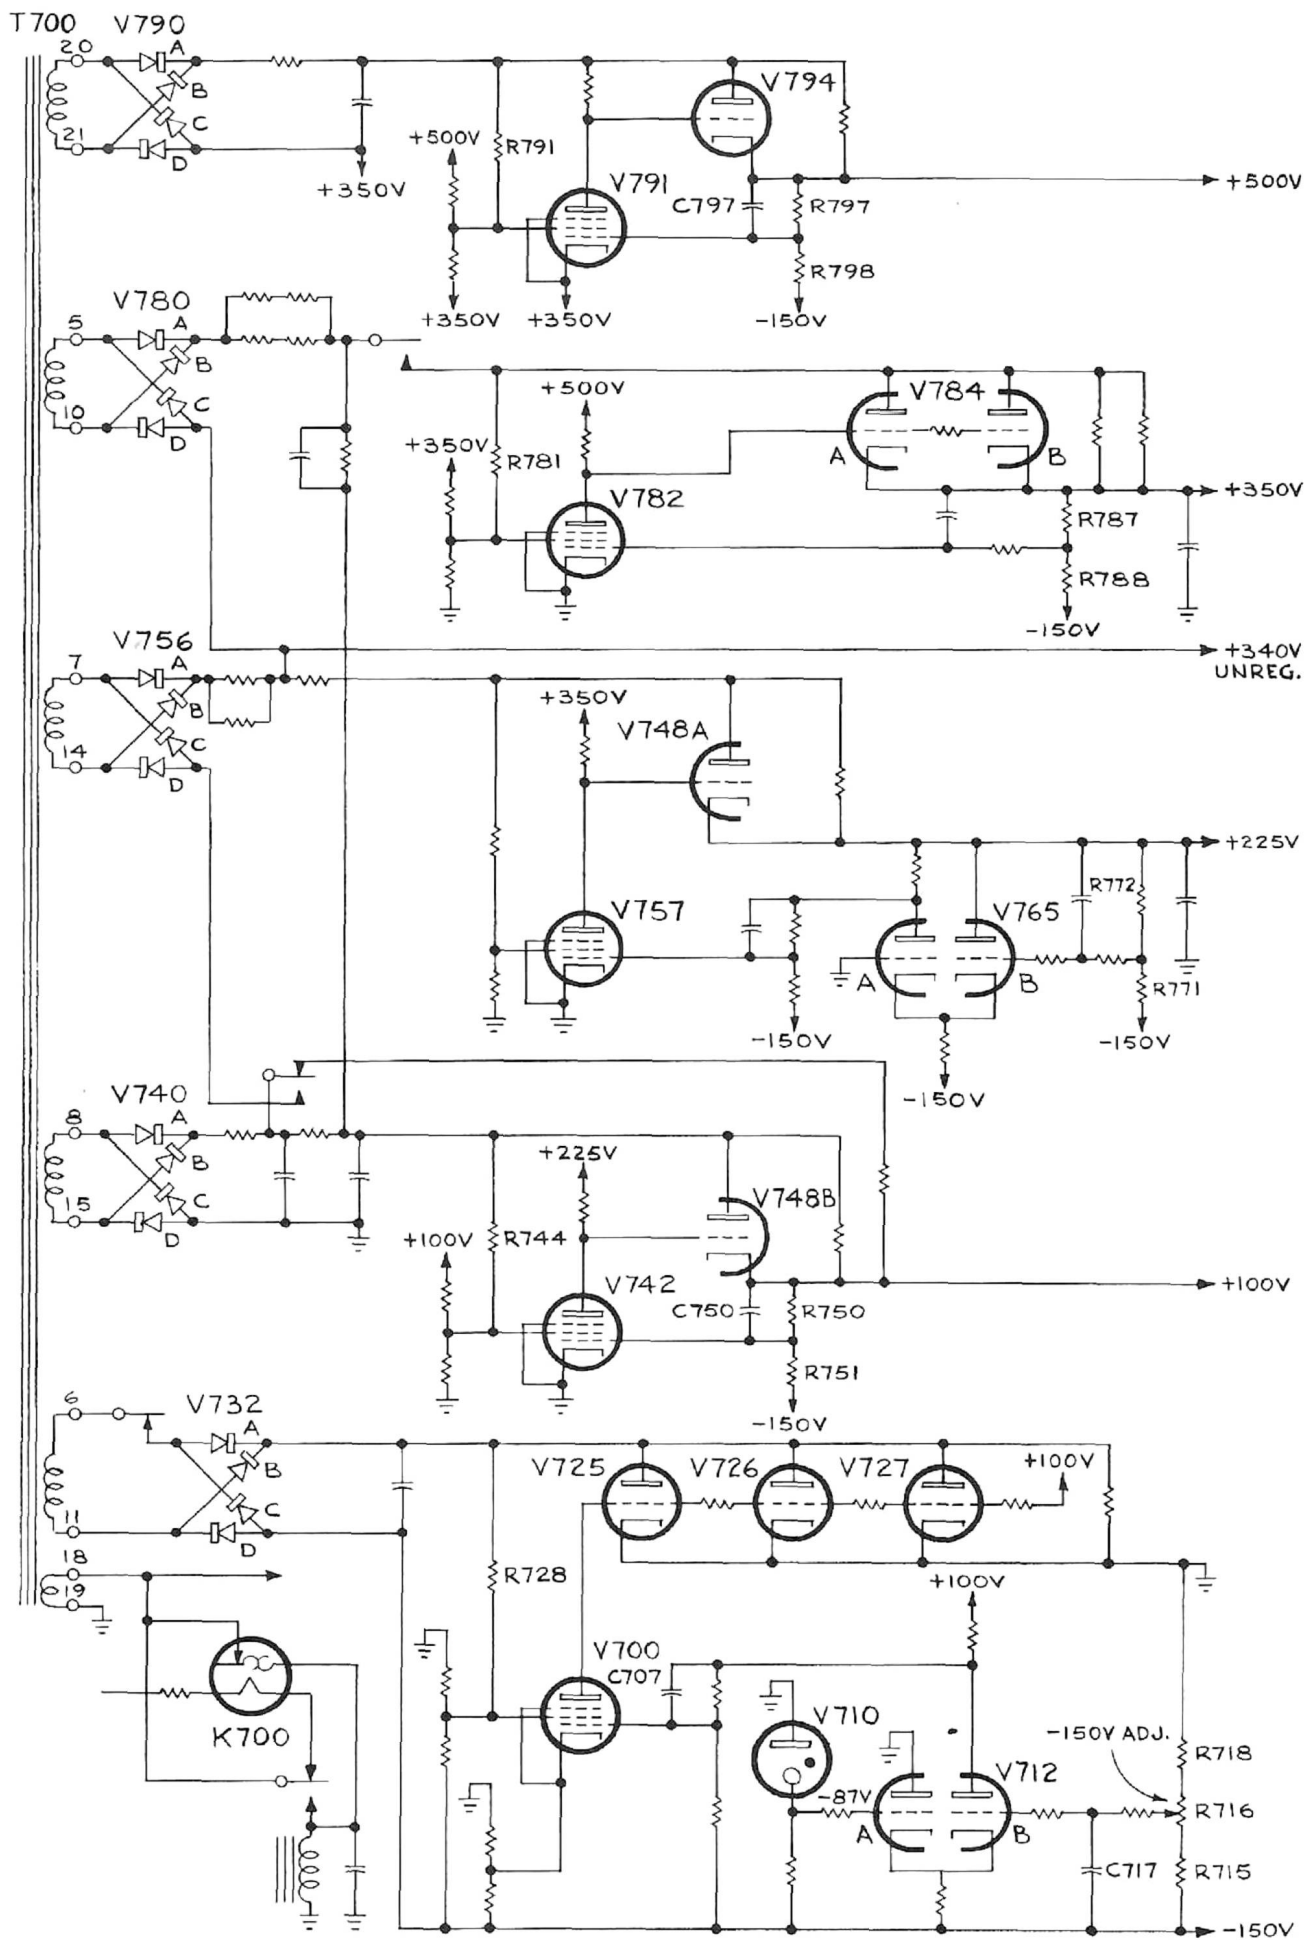 T700 V790
20
A
B
C
21
D
+350V
+500V
R791
V791
V794
C797
R797
R798
+500V
+350V
+350V
-150V
V780
5
A
B
C
10
D
+500V
+350V
R781
V782
V784
A
B
+350V
R787
R788
-150V
+340V
UNREG.
V756
7
A
B
C
14
D
+350V
V748A
+225V
V757
R772
V765
A
B
R771
-150V
-150V
-150V
V740
8
A
B
C
15
D
+225V
V748B
+100V
R744
V742
C750
R750
R751
+100V
-150V
V732
6
A
B
C
11
D
V725
V726
V727
+100V
18
19
R728
+100V
V700
C707
K700
V710
-87V
-150V ADJ.
R718
V712
R716
A
B
C717
R715
-150V